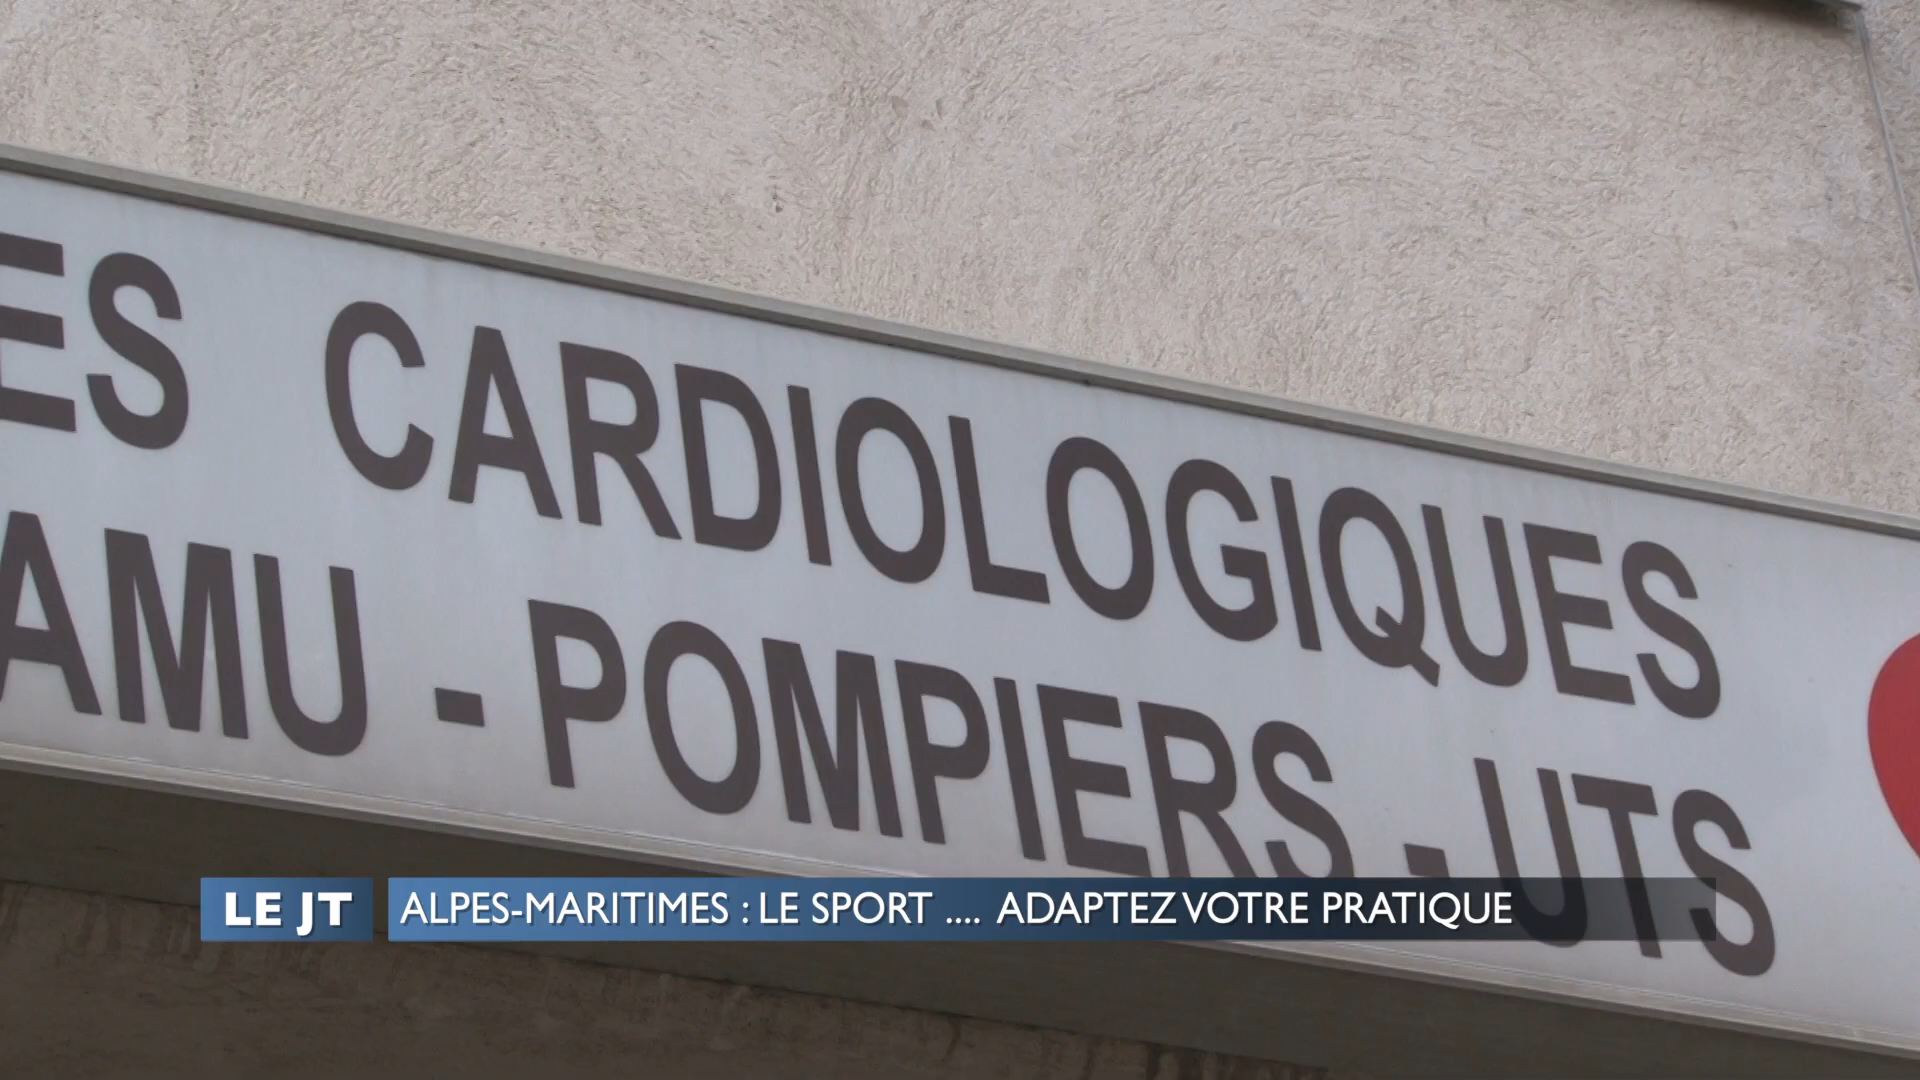 ES CARDIOLOGIQUES
AMU - POMPIERS - UTS
LE JT
ALPES-MARITIMES : LE SPORT .... ADAPTEZ VOTRE PRATIQUE